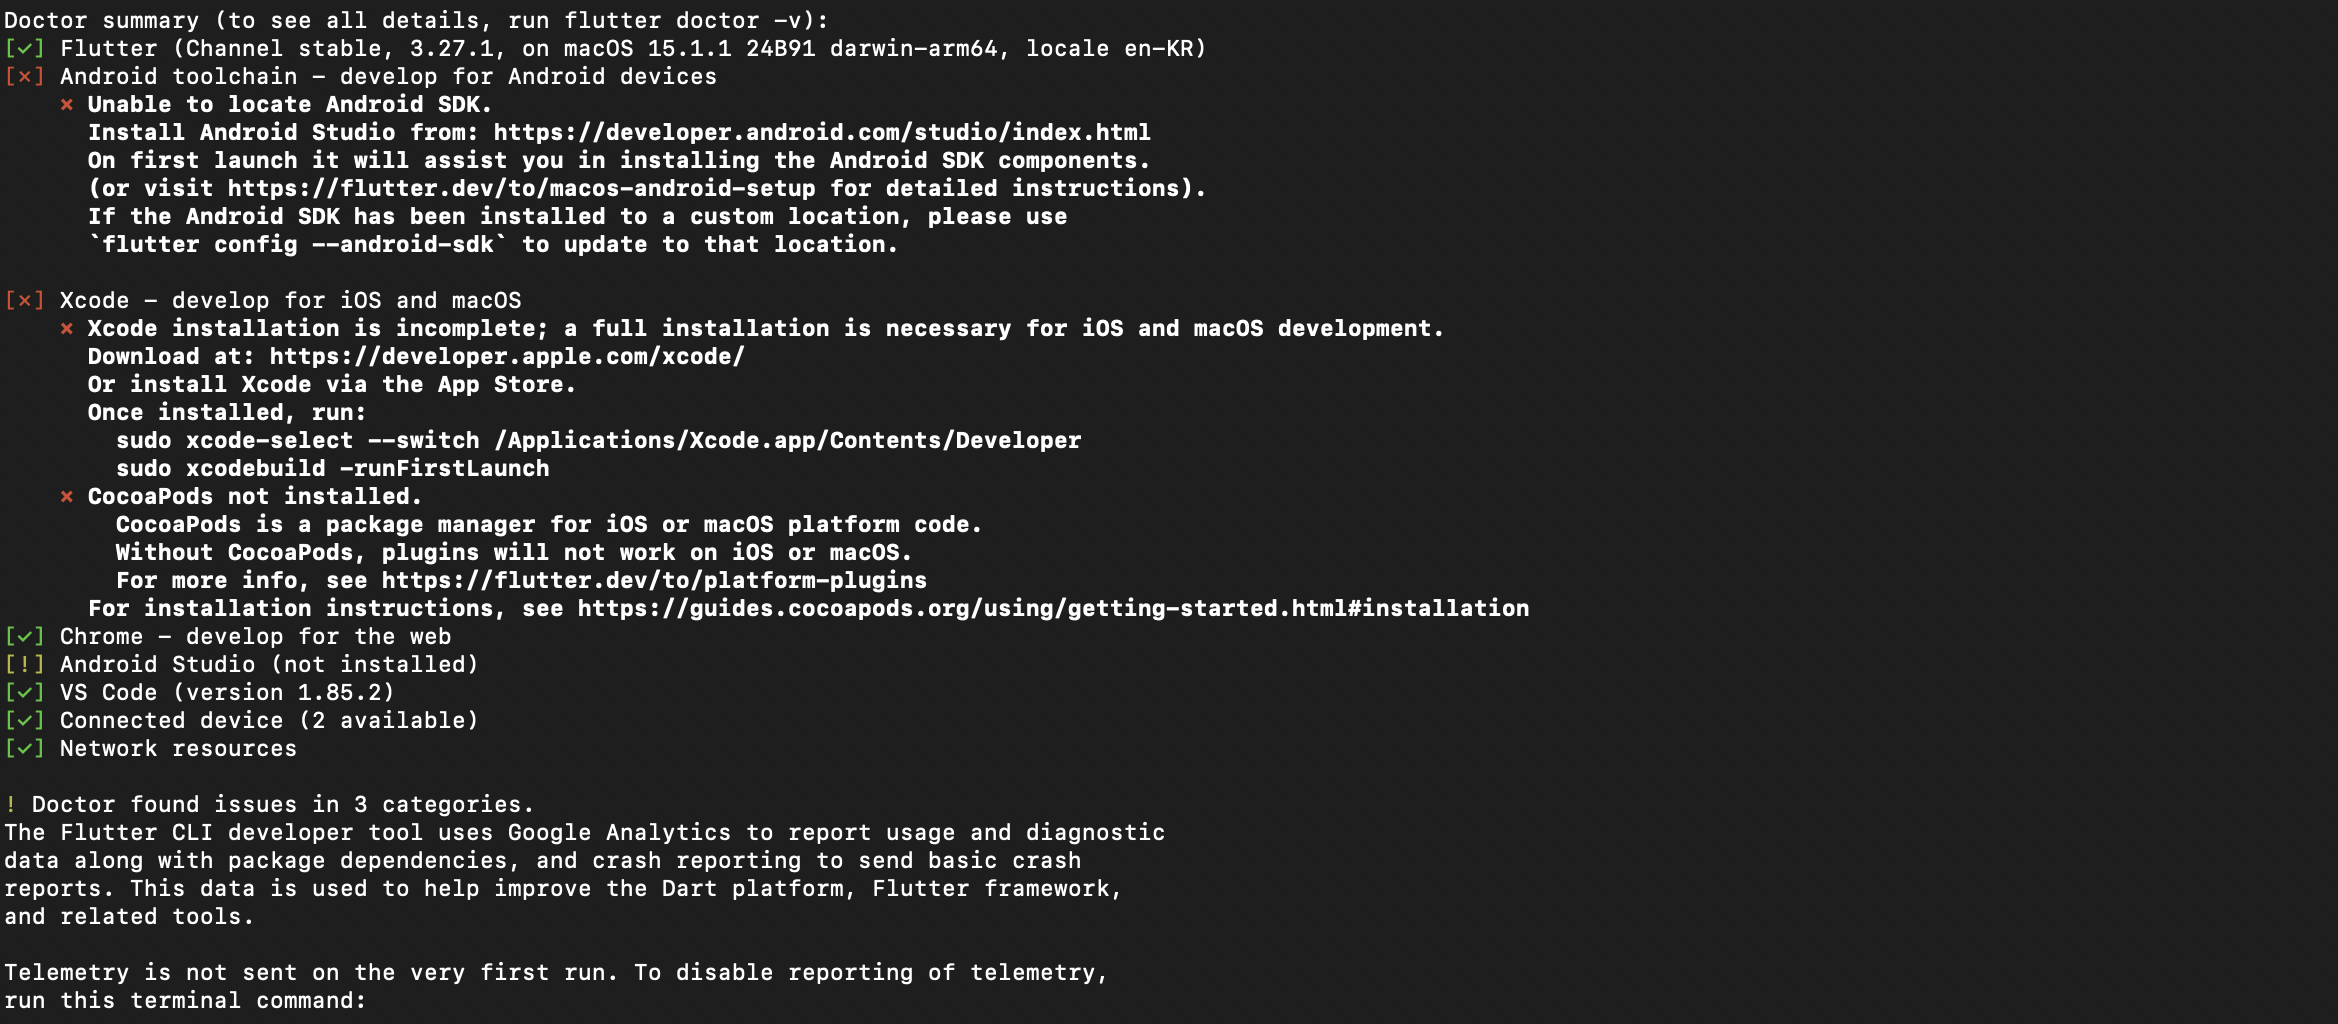 Doctor summary (to see all details, run flutter doctor -v):
[✓] Flutter (Channel stable, 3.27.1, on macOS 15.1.1 24B91 darwin-arm64, locale en-KR)
[✗] Android toolchain - develop for Android devices
    ✗ Unable to locate Android SDK.
      Install Android Studio from: https://developer.android.com/studio/index.html
      On first launch it will assist you in installing the Android SDK components.
      (or visit https://flutter.dev/to/macos-android-setup for detailed instructions).
      If the Android SDK has been installed to a custom location, please use
      `flutter config --android-sdk` to update to that location.

[✗] Xcode - develop for iOS and macOS
    ✗ Xcode installation is incomplete; a full installation is necessary for iOS and macOS development.
      Download at: https://developer.apple.com/xcode/
      Or install Xcode via the App Store.
      Once installed, run:
        sudo xcode-select --switch /Applications/Xcode.app/Contents/Developer
        sudo xcodebuild -runFirstLaunch
    ✗ CocoaPods not installed.
        CocoaPods is a package manager for iOS or macOS platform code.
        Without CocoaPods, plugins will not work on iOS or macOS.
        For more info, see https://flutter.dev/to/platform-plugins
      For installation instructions, see https://guides.cocoapods.org/using/getting-started.html#installation
[✓] Chrome - develop for the web
[!] Android Studio (not installed)
[✓] VS Code (version 1.85.2)
[✓] Connected device (2 available)
[✓] Network resources

! Doctor found issues in 3 categories.
The Flutter CLI developer tool uses Google Analytics to report usage and diagnostic
data along with package dependencies, and crash reporting to send basic crash
reports. This data is used to help improve the Dart platform, Flutter framework,
and related tools.

Telemetry is not sent on the very first run. To disable reporting of telemetry,
run this terminal command: